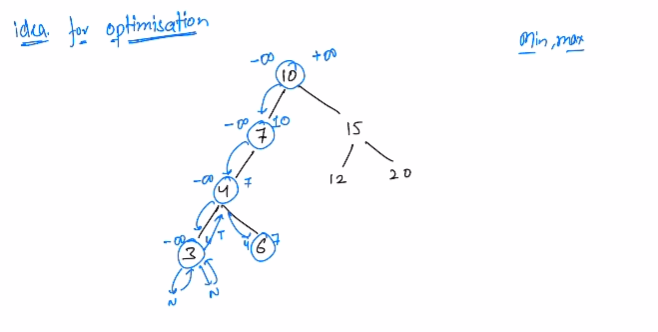 idea for optimisation
Min, max
-∞ 10 +∞
-∞ 7 10
15
-∞ 4 7
12 20
-∞ 3 4 T 4 6 7
N N